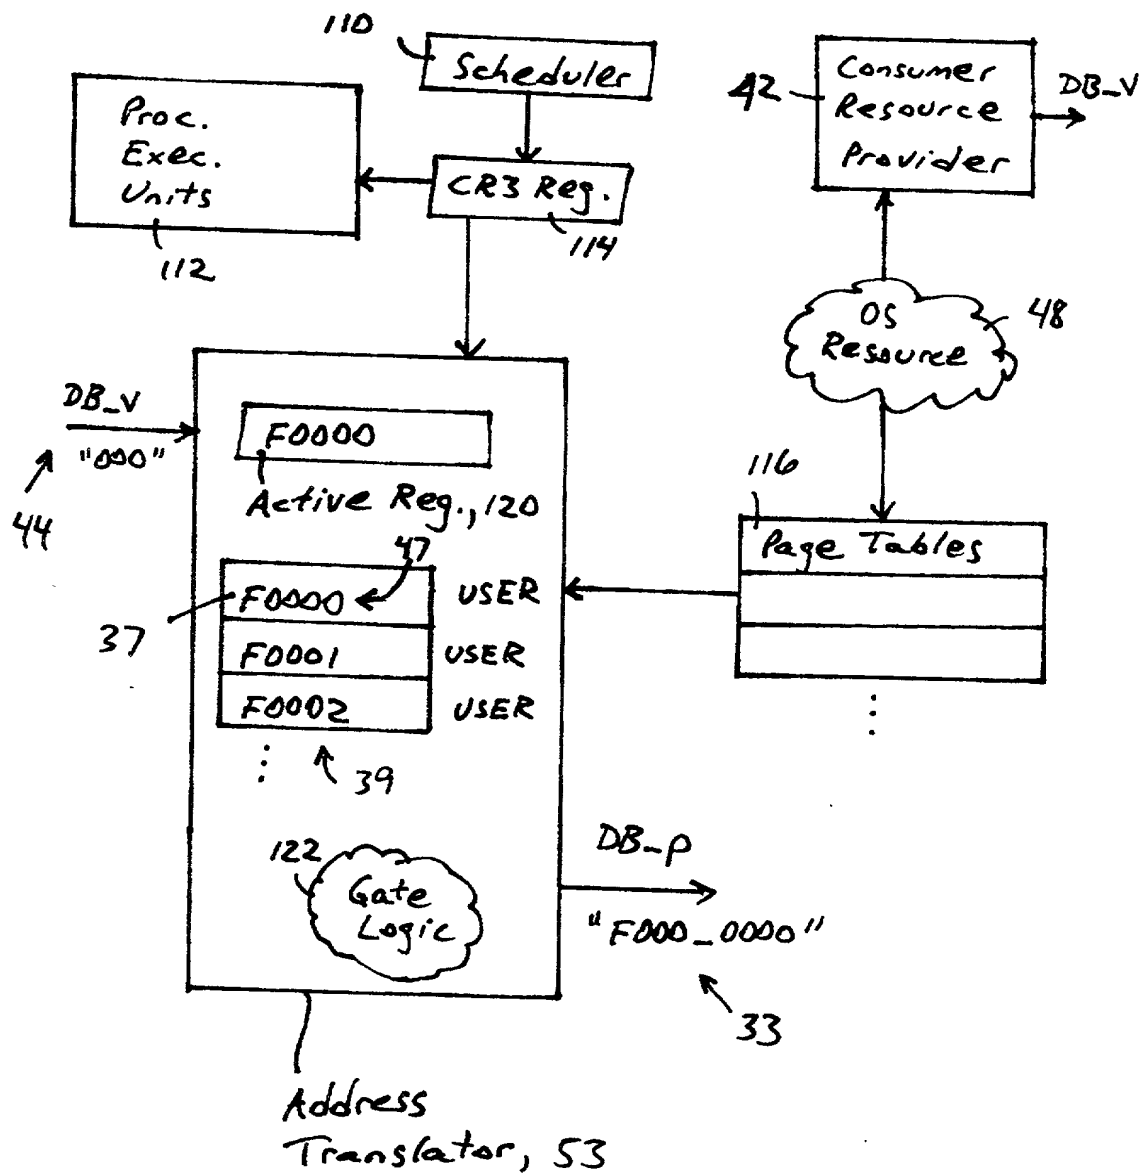 110
Scheduler
Proc.
Exec.
Units
112
CR3 Reg.
114
42
Consumer
Resource
Provider
DB_V
OS
Resource
48
DB_V
"000"
44
F0000
Active Reg., 120
47
37
F0000
USER
F0001
USER
F0002
USER
39
116
Page Tables
122
Gate
Logic
DB_p
"F000_0000"
33
Address
Translator, 53